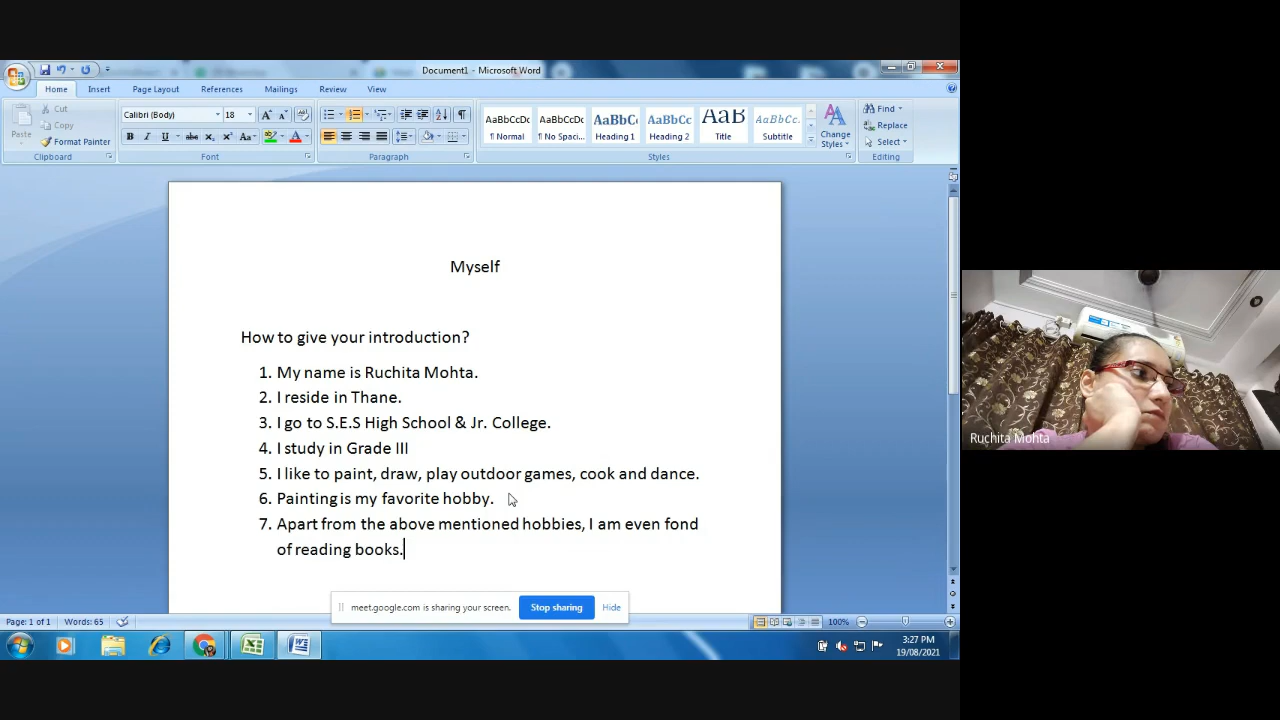 Document1 - Microsoft Word
Home Insert Page Layout References Mailings Review View
Cut
Copy
Paste
Format Painter
Clipboard
Calibri (Body) 18
Font
Paragraph
AaBbCcDc AaBbCcDc AaBbC AaBbCc AaB AaBbCc.
¶ Normal ¶ No Spaci... Heading 1 Heading 2 Title Subtitle
Change
Styles
Styles
Find
Replace
Select
Editing
Myself
How to give your introduction?
1. My name is Ruchita Mohta.
2. I reside in Thane.
3. I go to S.E.S High School & Jr. College.
4. I study in Grade III
5. I like to paint, draw, play outdoor games, cook and dance.
6. Painting is my favorite hobby.
7. Apart from the above mentioned hobbies, I am even fond
of reading books.
meet.google.com is sharing your screen. Stop sharing Hide
Page: 1 of 1 Words: 65 100%
3:27 PM
19/08/2021
Ruchita Mohta